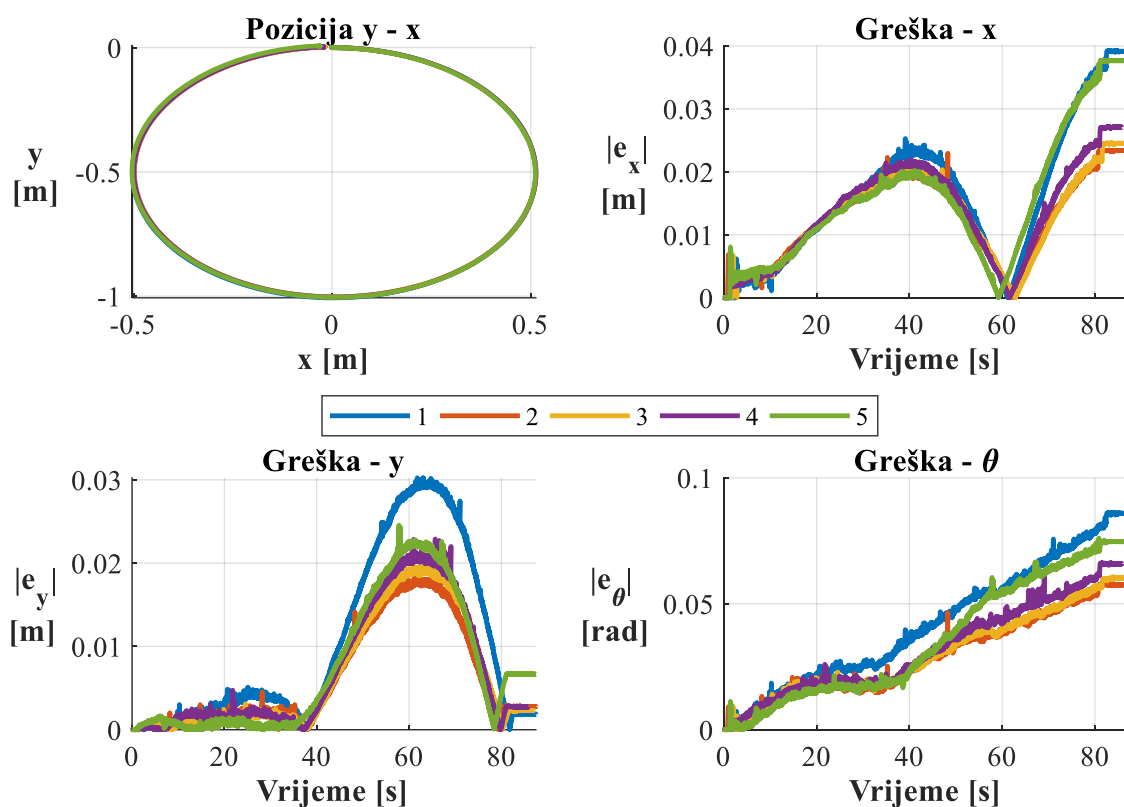 Pozicija y - x
0
-0.5
-1
y
[m]
-0.5
0
0.5
x [m]
Greška - x
0.04
0.03
0.02
0.01
0
|e_x|
[m]
0
20
40
60
80
Vrijeme [s]
1 2 3 4 5
Greška - y
0.03
0.02
0.01
0
|e_y|
[m]
0
20
40
60
80
Vrijeme [s]
Greška - θ
0.1
0.05
0
|e_θ|
[rad]
0
20
40
60
80
Vrijeme [s]